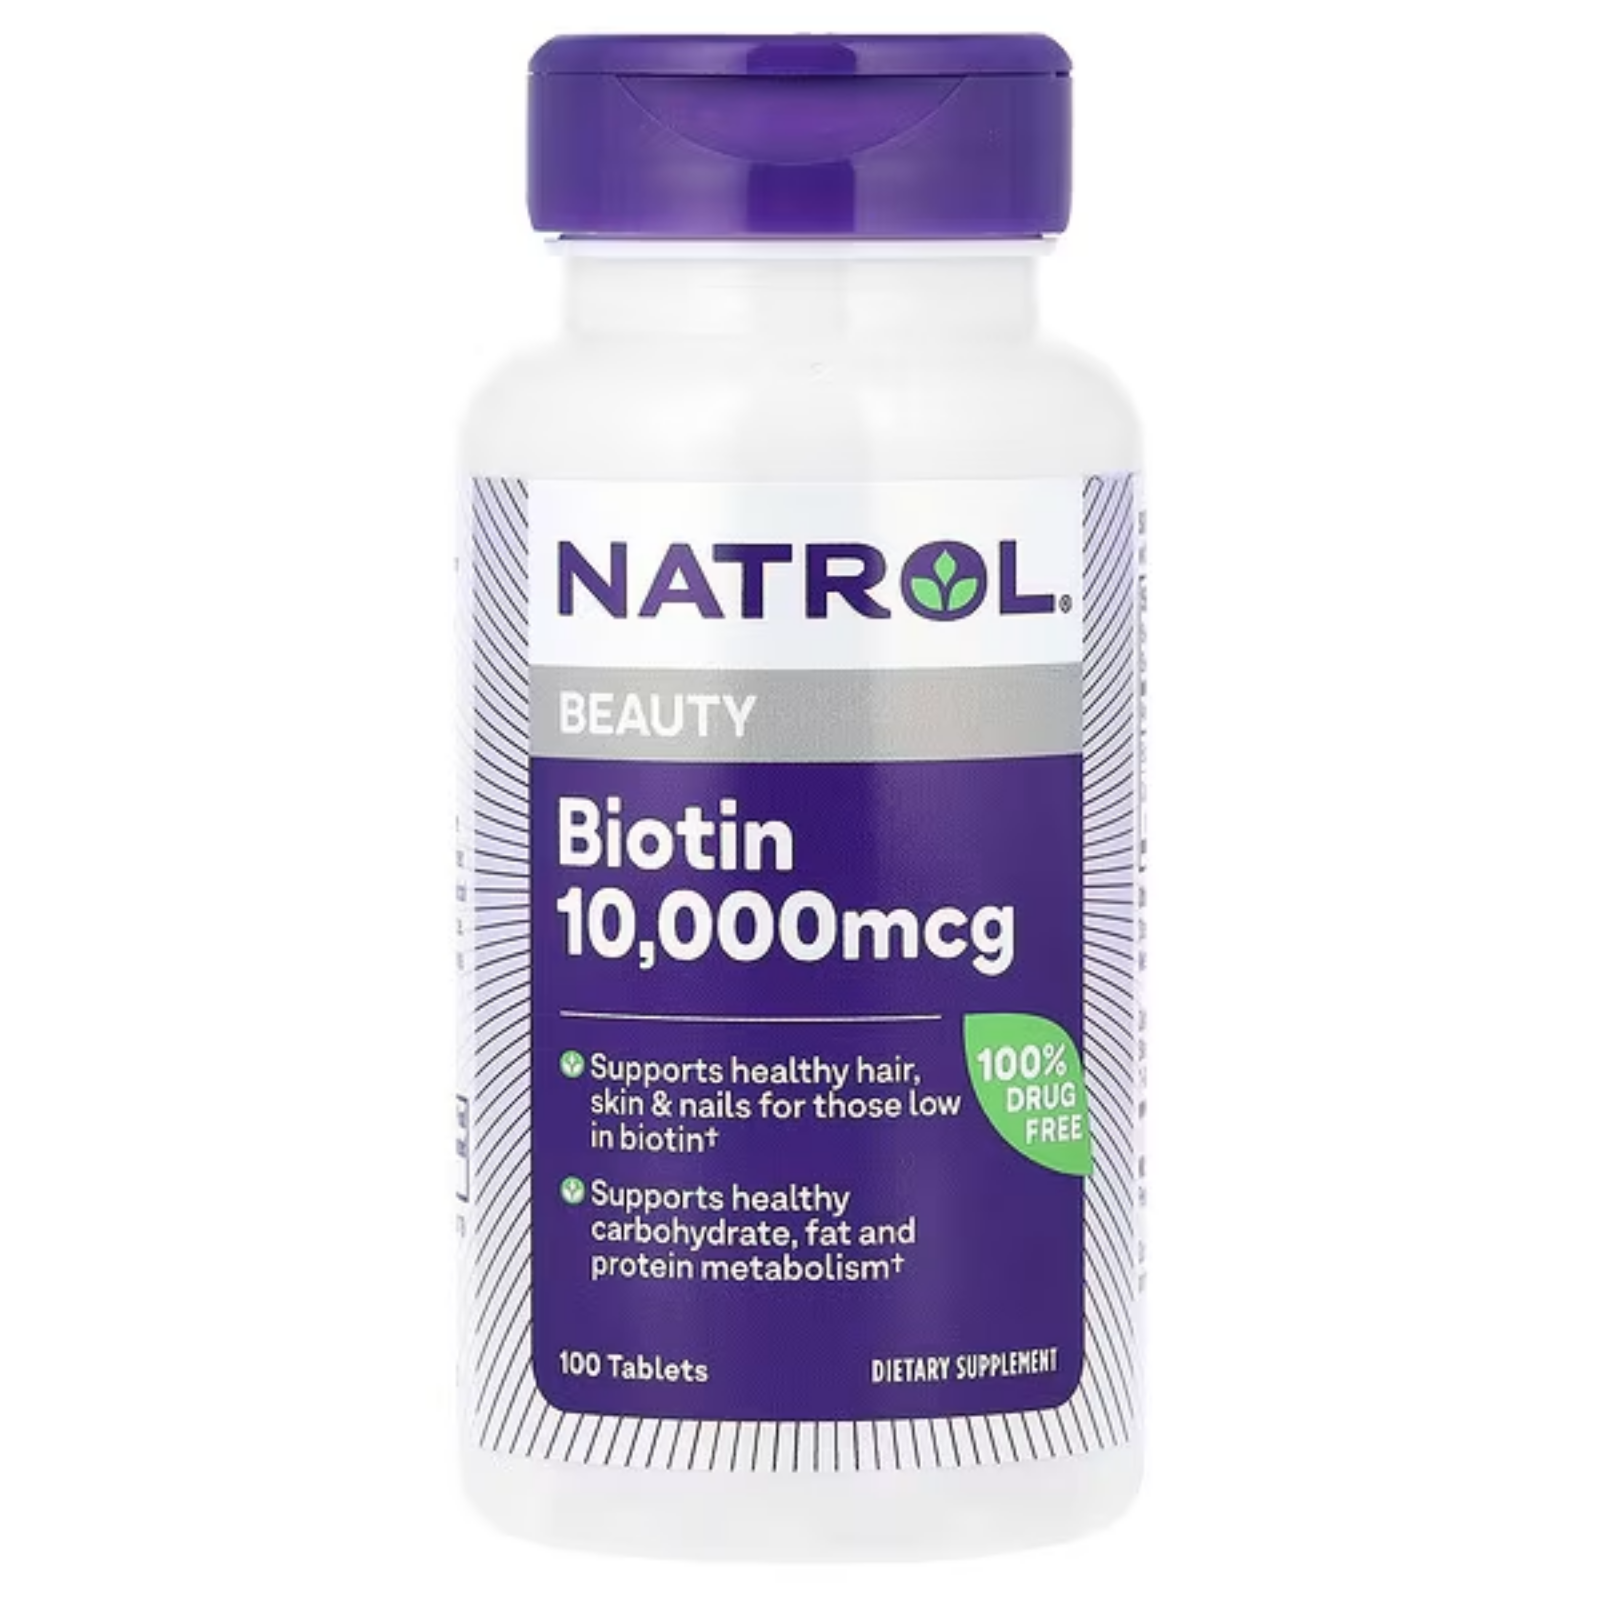 NATROL®
BEAUTY
Biotin
10,000mcg
Supports healthy hair,
skin & nails for those low
in biotin†
100%
DRUG
FREE
Supports healthy
carbohydrate, fat and
protein metabolism†
100 Tablets
DIETARY SUPPLEMENT